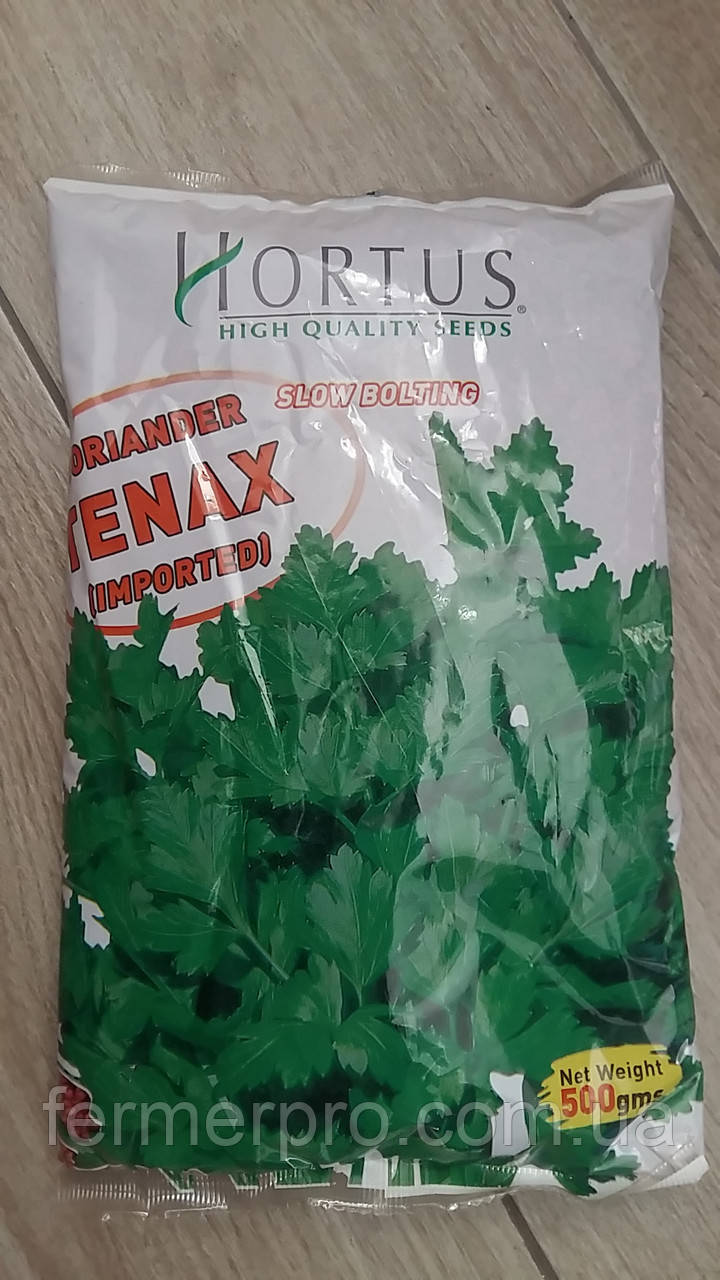 HORTUS®
HIGH QUALITY SEEDS
SLOW BOLTING
ORIANDER
TENAX
(IMPORTED)
Net Weight
500gms
fermerpro.com.ua